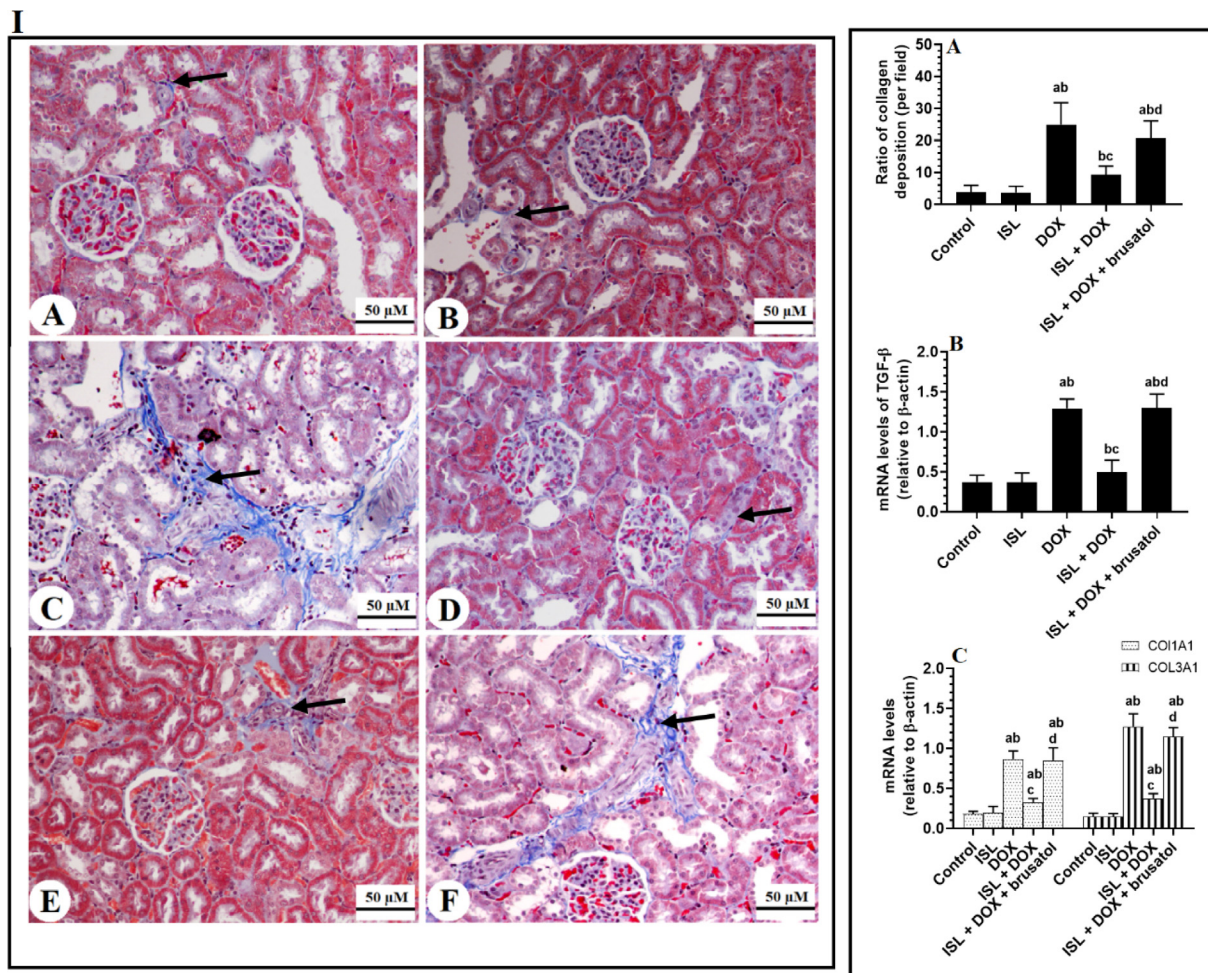 I
A
50 µM
B
50 µM
C
50 µM
D
50 µM
E
50 µM
F
50 µM
A
Ratio of collagen
deposition (per field)
50
40
30
20
10
0
ab
bc
abd
Control
ISL
DOX
ISL + DOX
ISL + DOX + brusatol
B
mRNA levels of TGF-β
(relative to β-actin)
2.0
1.5
1.0
0.5
0.0
ab
bc
abd
Control
ISL
DOX
ISL + DOX
ISL + DOX + brusatol
C
COl1A1
COL3A1
mRNA levels
(relative to β-actin)
2.0
1.5
1.0
0.5
0.0
ab
ab
c
ab
d
ab
ab
c
ab
d
Control
ISL
DOX
ISL + DOX
ISL + DOX + brusatol
Control
ISL
DOX
ISL + DOX
ISL + DOX + brusatol